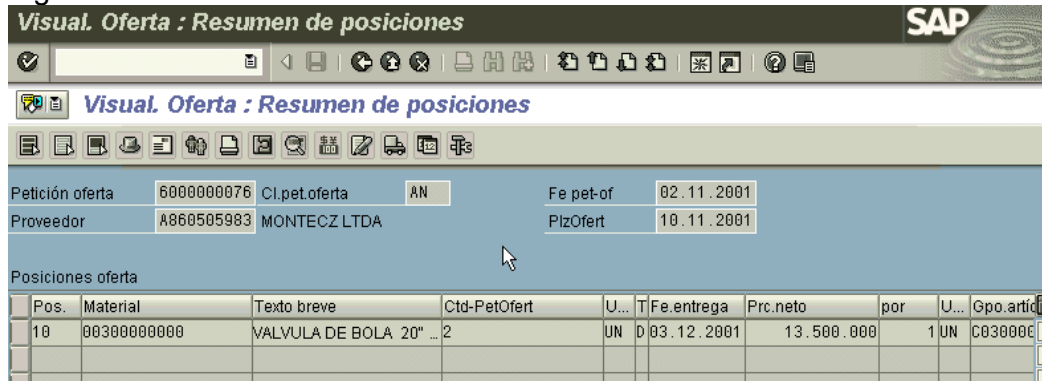 Visual. Oferta : Resumen de posiciones
SAP
Visual. Oferta : Resumen de posiciones
Petición oferta 6000000076 Cl.pet.oferta AN Fe pet-of 02.11.2001
Proveedor A860505983 MONTECZ LTDA PlzOfert 10.11.2001
Posiciones oferta
Pos. Material Texto breve Ctd-PetOfert U... T Fe.entrega Prc.neto por U... Gpo.artíc
10 00300000000 VALVULA DE BOLA 20" ... 2 UN D 03.12.2001 13.500.000 1 UN C030000